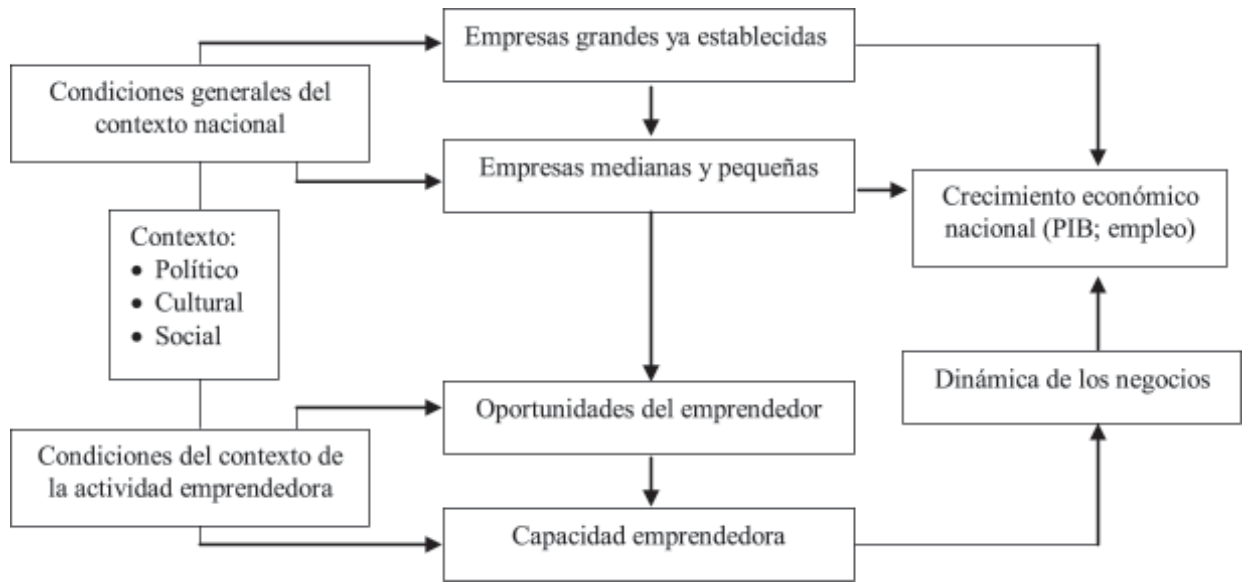 Empresas grandes ya establecidas
Condiciones generales del
contexto nacional
Empresas medianas y pequeñas
Crecimiento económico
nacional (PIB; empleo)
Contexto:
• Político
• Cultural
• Social
Dinámica de los negocios
Oportunidades del emprendedor
Condiciones del contexto de
la actividad emprendedora
Capacidad emprendedora